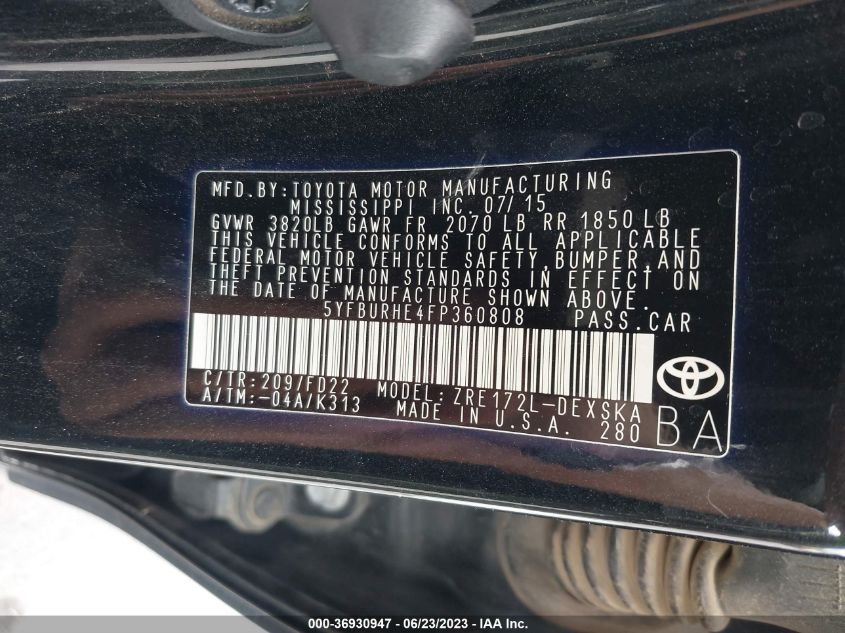 MFD.BY:TOYOTA MOTOR MANUFACTURING
MISSISSIPPI INC. 07/15
GVWR 3820LB GAWR FR 2070 LB RR 1850 LB
THIS VEHICLE CONFORMS TO ALL APPLICABLE
FEDERAL MOTOR VEHICLE SAFETY, BUMPER, AND
THEFT PREVENTION STANDARDS IN EFFECT ON
THE DATE OF MANUFACTURE SHOWN ABOVE.
5YFBURHE4FP360808 PASS.CAR
C/TR:209/FD22 MODEL:ZRE172L-DEXSKA
A/TM:-04A/K313 MADE IN U.S.A. 280
BA
000-36930947 / 06/23/2023 / COPART.COM